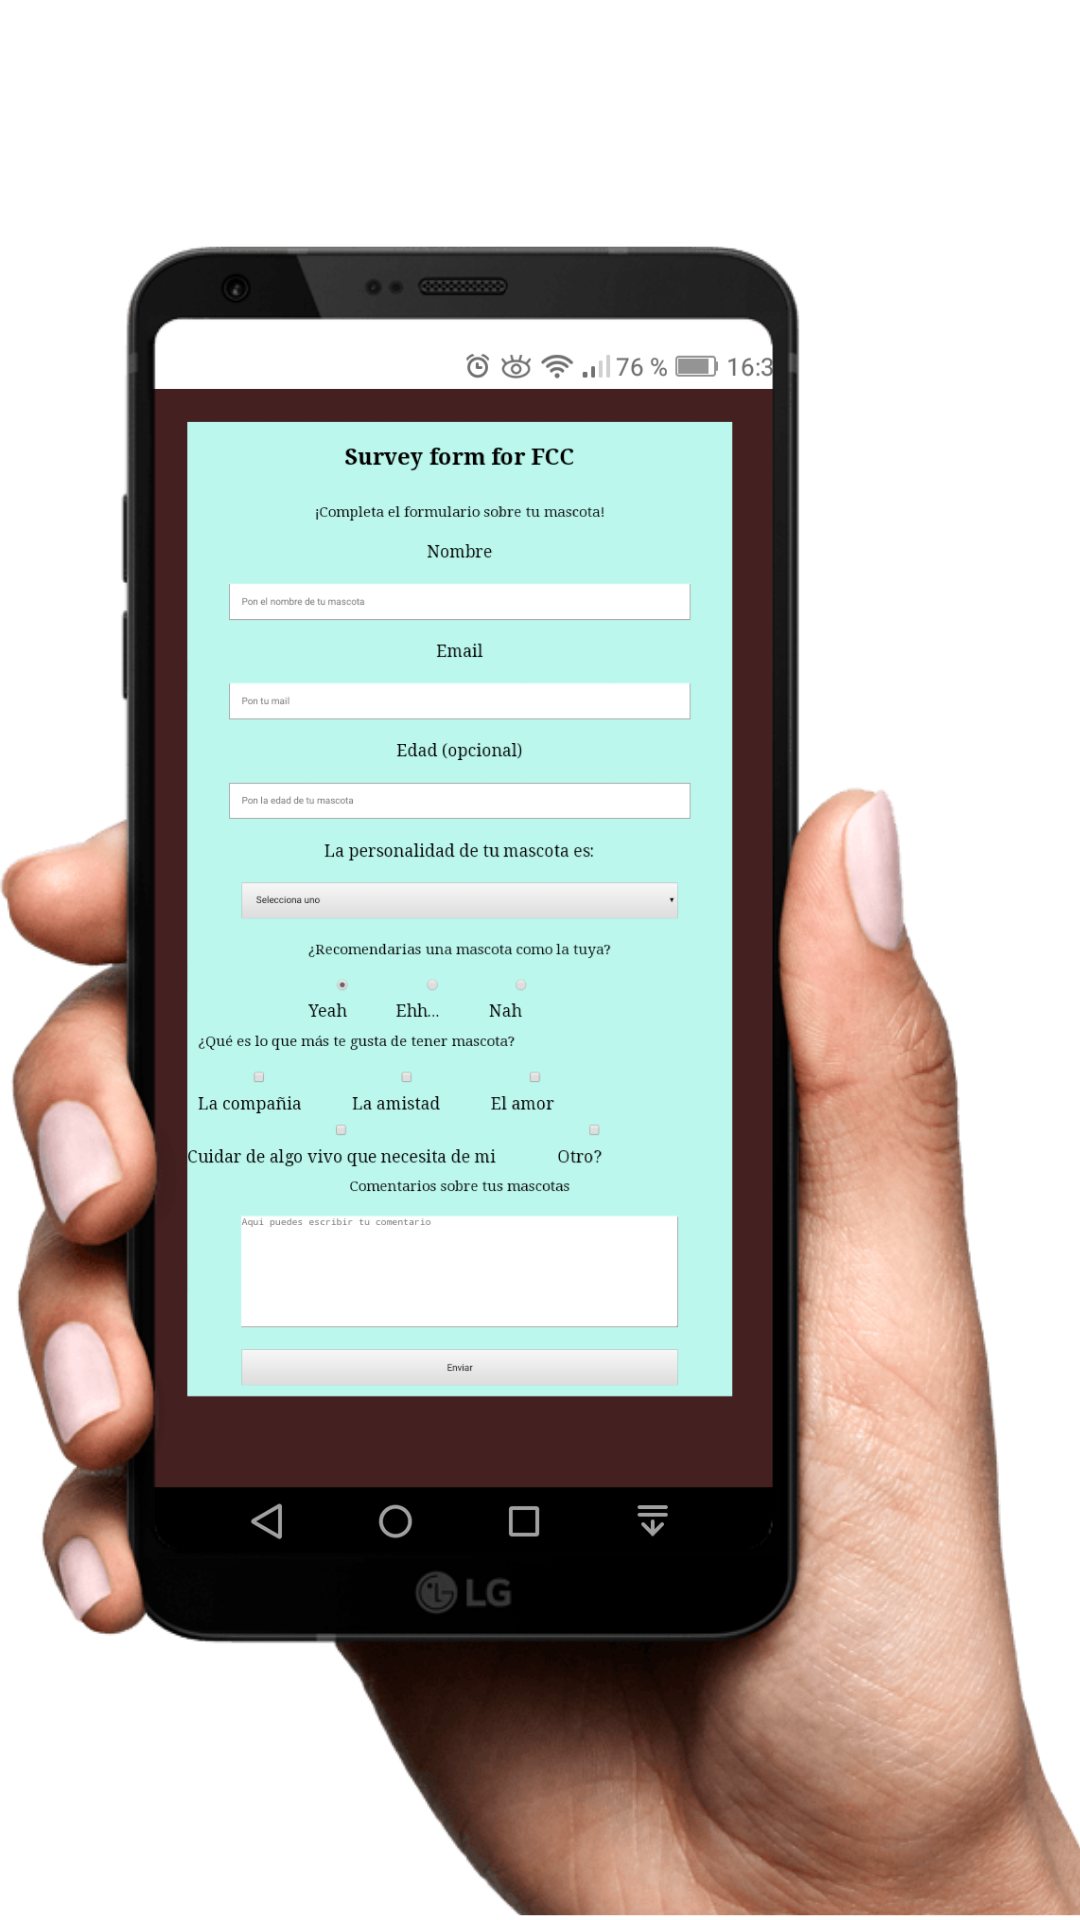 76 % 16:3
Survey form for FCC
¡Completa el formulario sobre tu mascota!
Nombre
Pon el nombre de tu mascota
Email
Pon tu mail
Edad (opcional)
Pon la edad de tu mascota
La personalidad de tu mascota es:
Selecciona uno
¿Recomendarias una mascota como la tuya?
Yeah Ehh... Nah
¿Qué es lo que más te gusta de tener mascota?
La compañia La amistad El amor
Cuidar de algo vivo que necesita de mi Otro?
Comentarios sobre tus mascotas
Aqui puedes escribir tu comentario
Enviar
LG